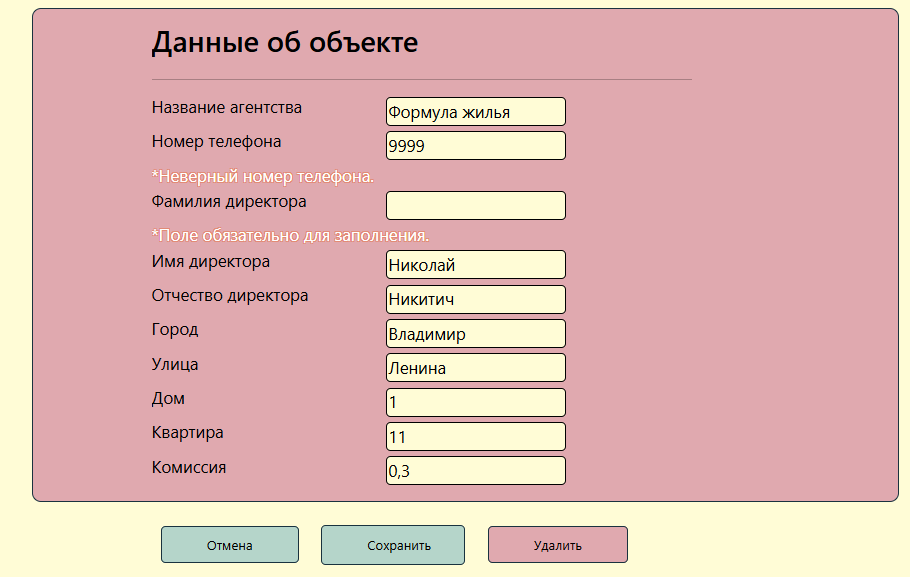 Данные об объекте
Название агентства Формула жилья
Номер телефона 9999
*Неверный номер телефона.
Фамилия директора
*Поле обязательно для заполнения.
Имя директора Николай
Отчество директора Никитич
Город Владимир
Улица Ленина
Дом 1
Квартира 11
Комиссия 0,3
Отмена Сохранить Удалить